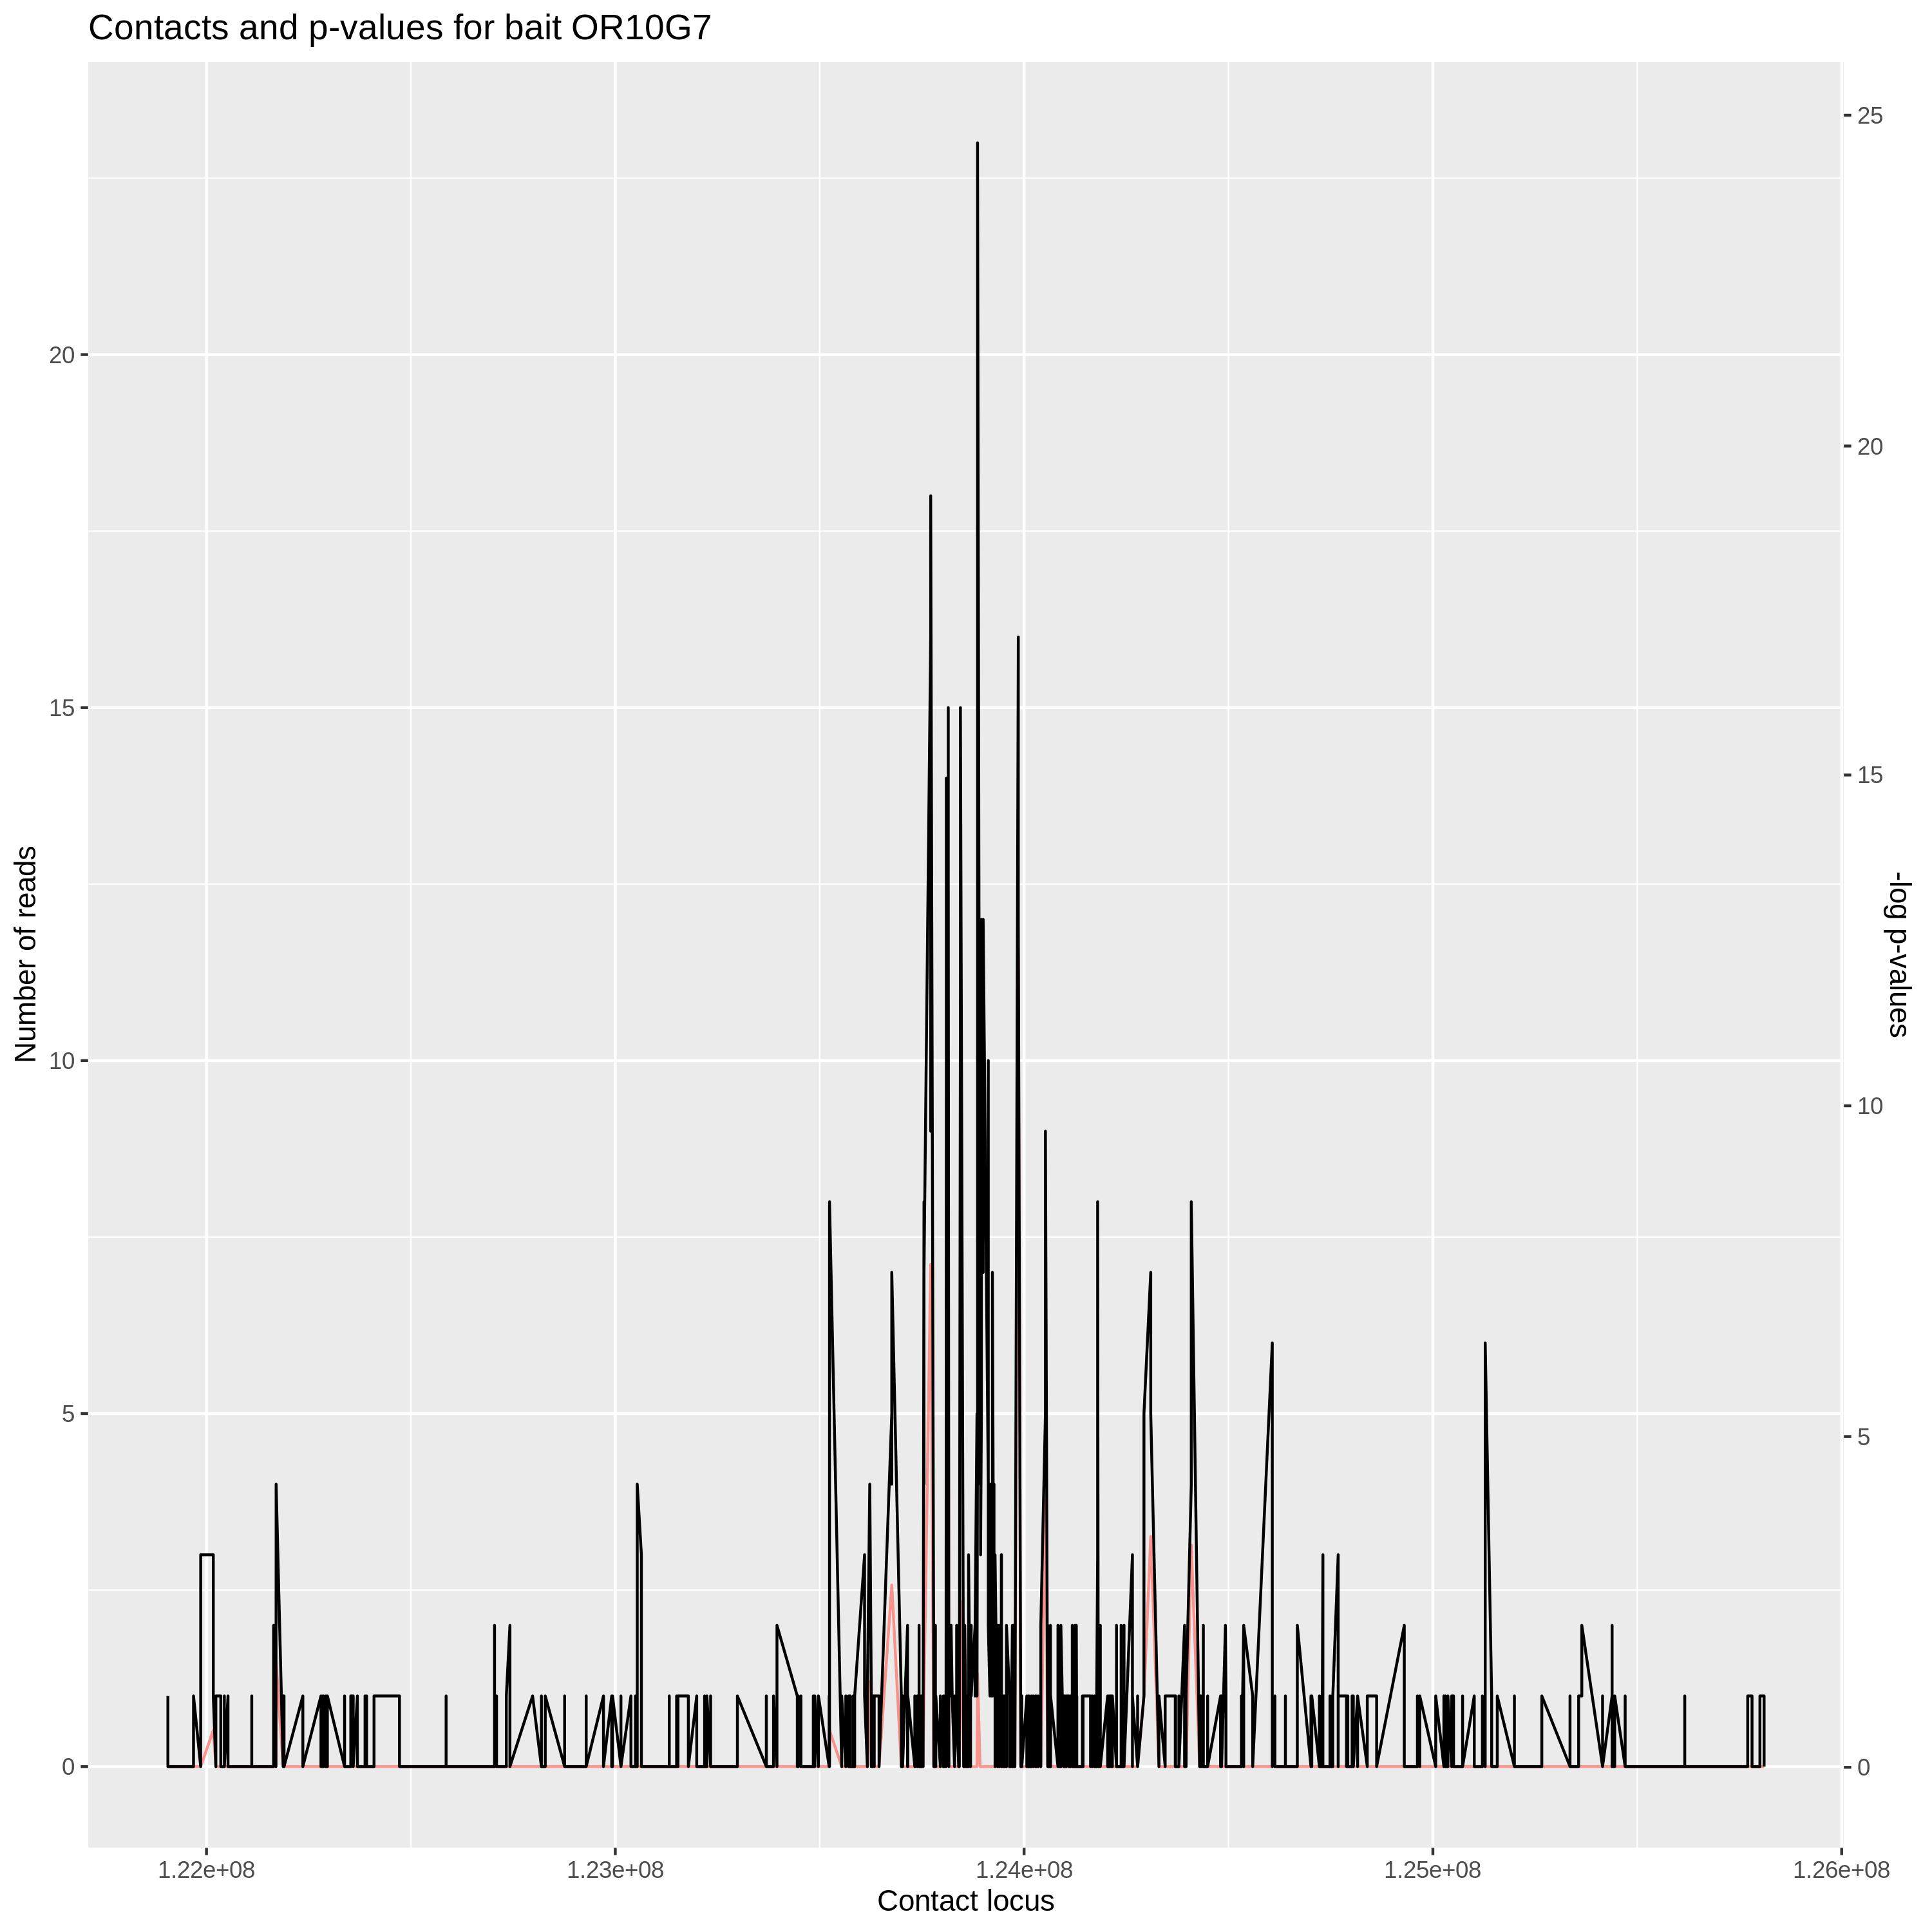 Contacts and p-values for bait OR10G7
25
20
20
15
15
10
10
5
5
0
0
Number of reads
-log p-values
1.22e+08
1.23e+08
1.24e+08
1.25e+08
1.26e+08
Contact locus